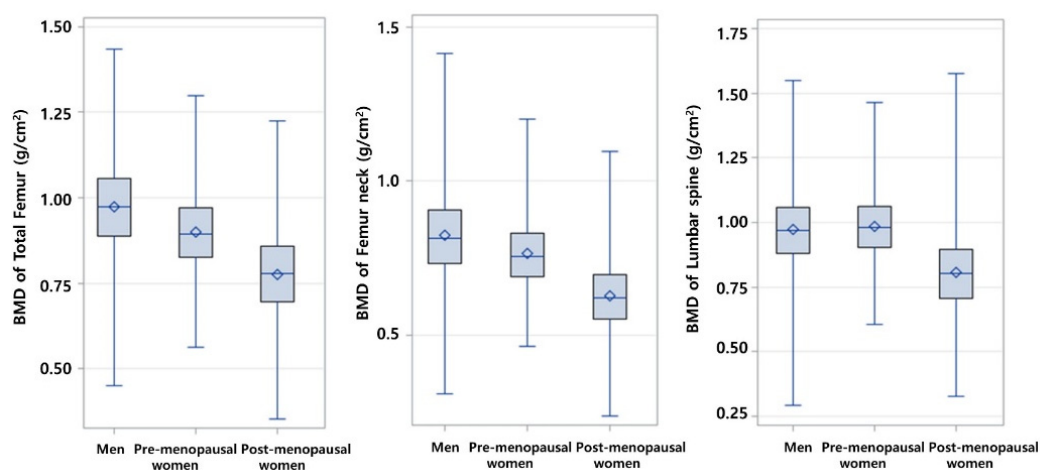 BMD of Total Femur (g/cm²)
1.50
1.25
1.00
0.75
0.50
Men
Pre-menopausal
women
Post-menopausal
women
BMD of Femur neck (g/cm²)
1.5
1.0
0.5
Men
Pre-menopausal
women
Post-menopausal
women
BMD of Lumbar spine (g/cm²)
1.75
1.50
1.25
1.00
0.75
0.50
0.25
Men
Pre-menopausal
women
Post-menopausal
women